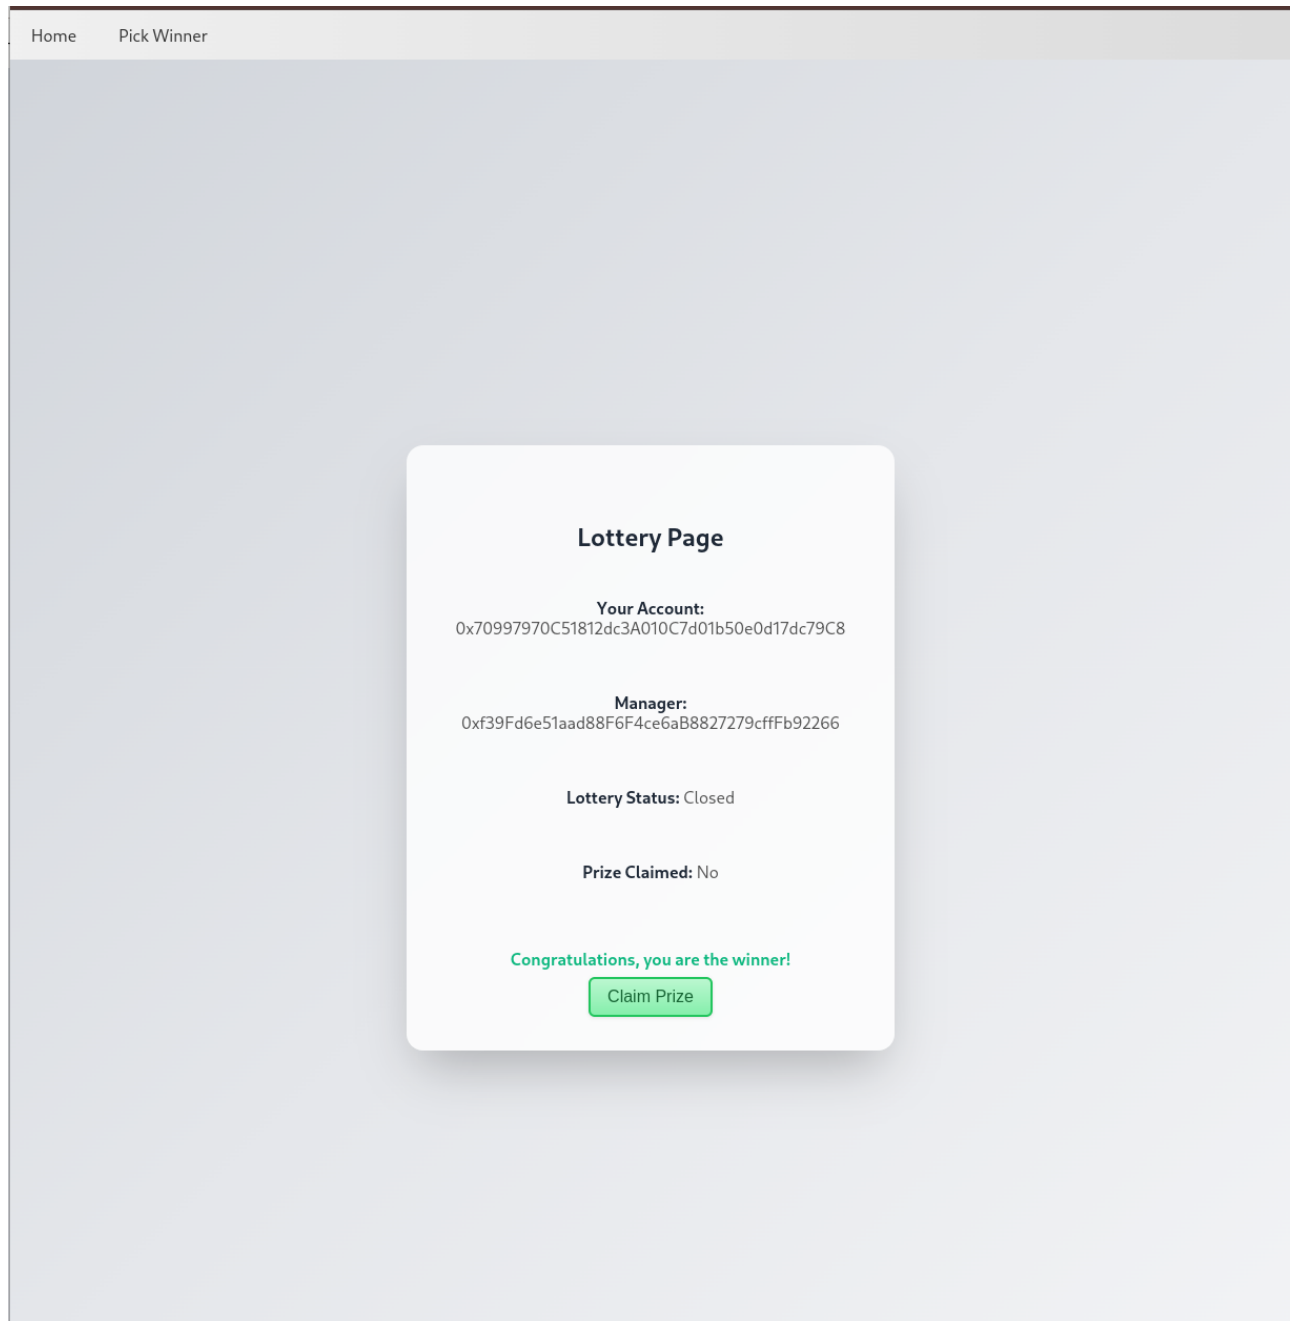 Home Pick Winner
Lottery Page
Your Account:
0x70997970C51812dc3A010C7d01b50e0d17dc79C8
Manager:
0xf39Fd6e51aad88F6F4ce6aB8827279cffFb92266
Lottery Status: Closed
Prize Claimed: No
Congratulations, you are the winner!
Claim Prize